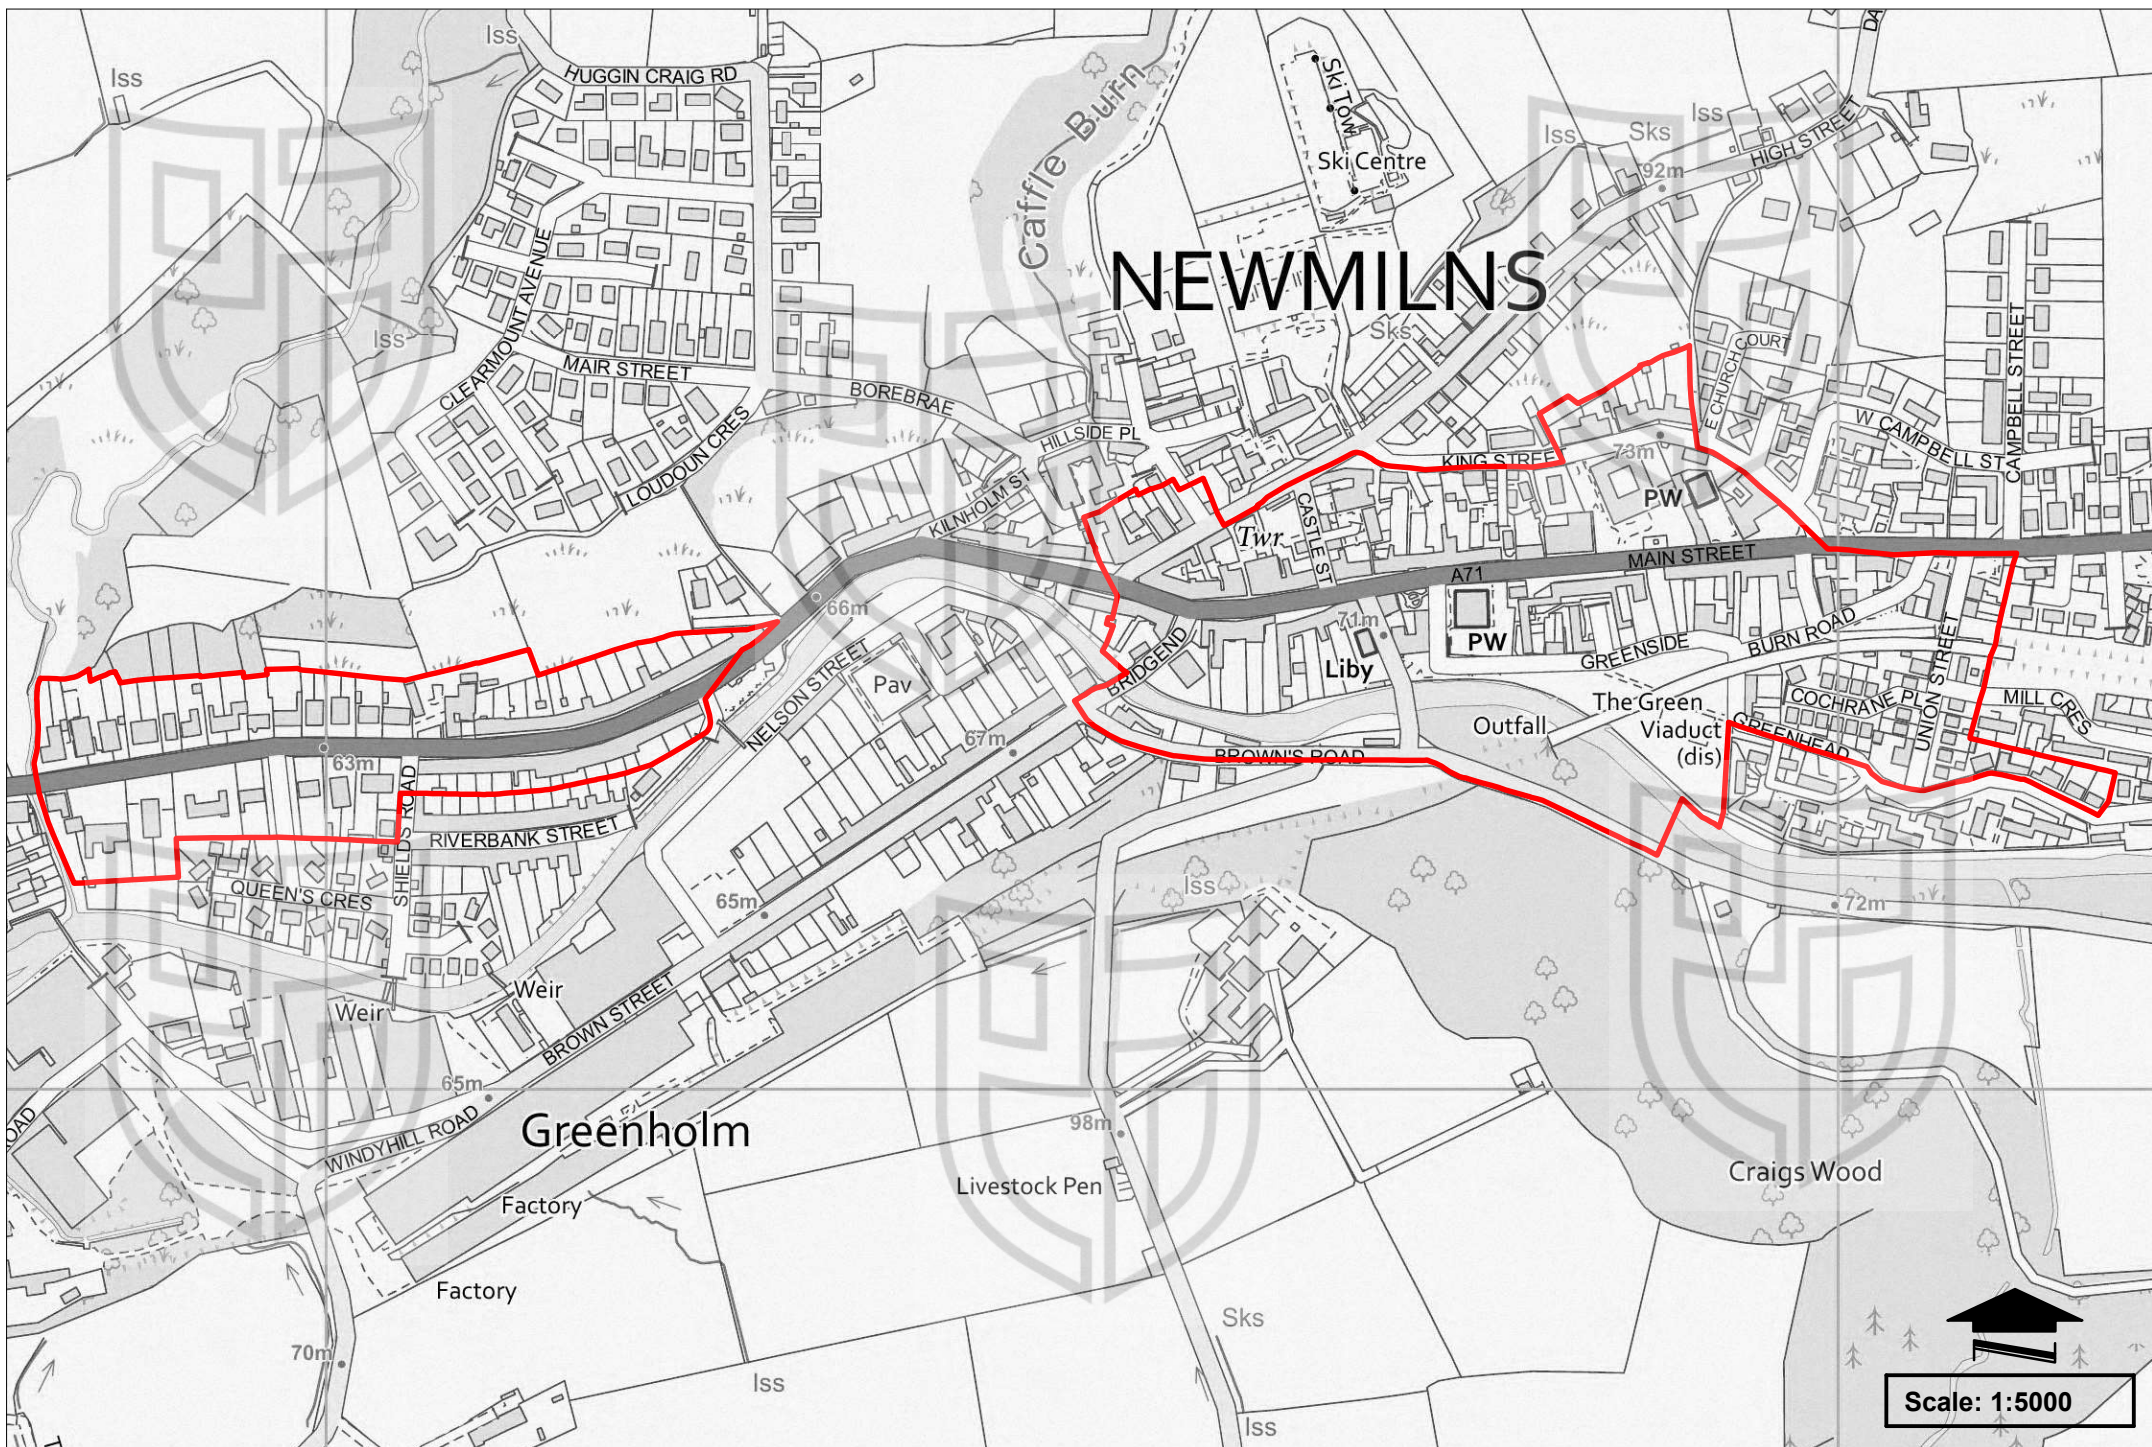 Iss
HUGGIN CRAIG RD
Iss
Caffle Burn
Ski Tow
Ski Centre
Iss
Sks
Iss
92m
HIGH STREET
DA
NEWMILNS
Sks
CLEARMOUNT AVENUE
Iss
MAIR STREET
LOUDOUN CRES
BOREBRAE
HILLSIDE PL
KILNHOLM ST
KING STREE
73m
E CHURCH COURT
W CAMPBELL ST
CAMPBELL STREET
PW
Twr
CASTLE ST
A71
MAIN STREET
66m
71m
PW
Liby
BRIDGEND
GREENSIDE
BURN ROAD
UNION STREET
NELSON STREET
Pav
67m
The Green
Viaduct
(dis)
Outfall
COCHRANE PL
MILL CRES
GREENHEAD
BROWN'S ROAD
63m
SHIELDS ROAD
RIVERBANK STREET
QUEEN'S CRES
65m
Iss
72m
Weir
Weir
BROWN STREET
65m
WINDYHILL ROAD
OAD
Greenholm
98m
Livestock Pen
Craigs Wood
Factory
Factory
70m
Iss
Sks
Iss
N
Scale: 1:5000